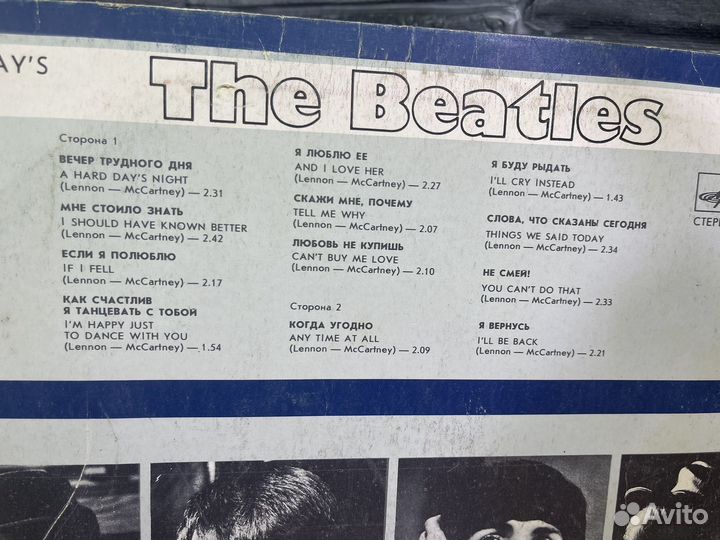 AY'S
The Beatles
Сторона 1
ВЕЧЕР ТРУДНОГО ДНЯ
A HARD DAY'S NIGHT
(Lennon — McCartney) — 2.31
МНЕ СТОИЛО ЗНАТЬ
I SHOULD HAVE KNOWN BETTER
(Lennon — McCartney) — 2.42
ЕСЛИ Я ПОЛЮБЛЮ
IF I FELL
(Lennon — McCartney) — 2.17
КАК СЧАСТЛИВ
Я ТАНЦЕВАТЬ С ТОБОЙ
I'M HAPPY JUST
TO DANCE WITH YOU
(Lennon — McCartney) — 1.54
Я ЛЮБЛЮ ЕЕ
AND I LOVE HER
(Lennon — McCartney) — 2.27
СКАЖИ МНЕ, ПОЧЕМУ
TELL ME WHY
(Lennon — McCartney) — 2.07
ЛЮБОВЬ НЕ КУПИШЬ
CAN'T BUY ME LOVE
(Lennon — McCartney) — 2.10
Сторона 2
КОГДА УГОДНО
ANY TIME AT ALL
(Lennon — McCartney) — 2.09
Я БУДУ РЫДАТЬ
I'LL CRY INSTEAD
(Lennon — McCartney) — 1.43
СЛОВА, ЧТО СКАЗАНЫ СЕГОДНЯ
THINGS WE SAID TODAY
(Lennon — McCartney) — 2.34
НЕ СМЕЙ!
YOU CAN'T DO THAT
(Lennon — McCartney) — 2.33
Я ВЕРНУСЬ
I'LL BE BACK
(Lennon — McCartney) — 2.21
СТЕР
Avito